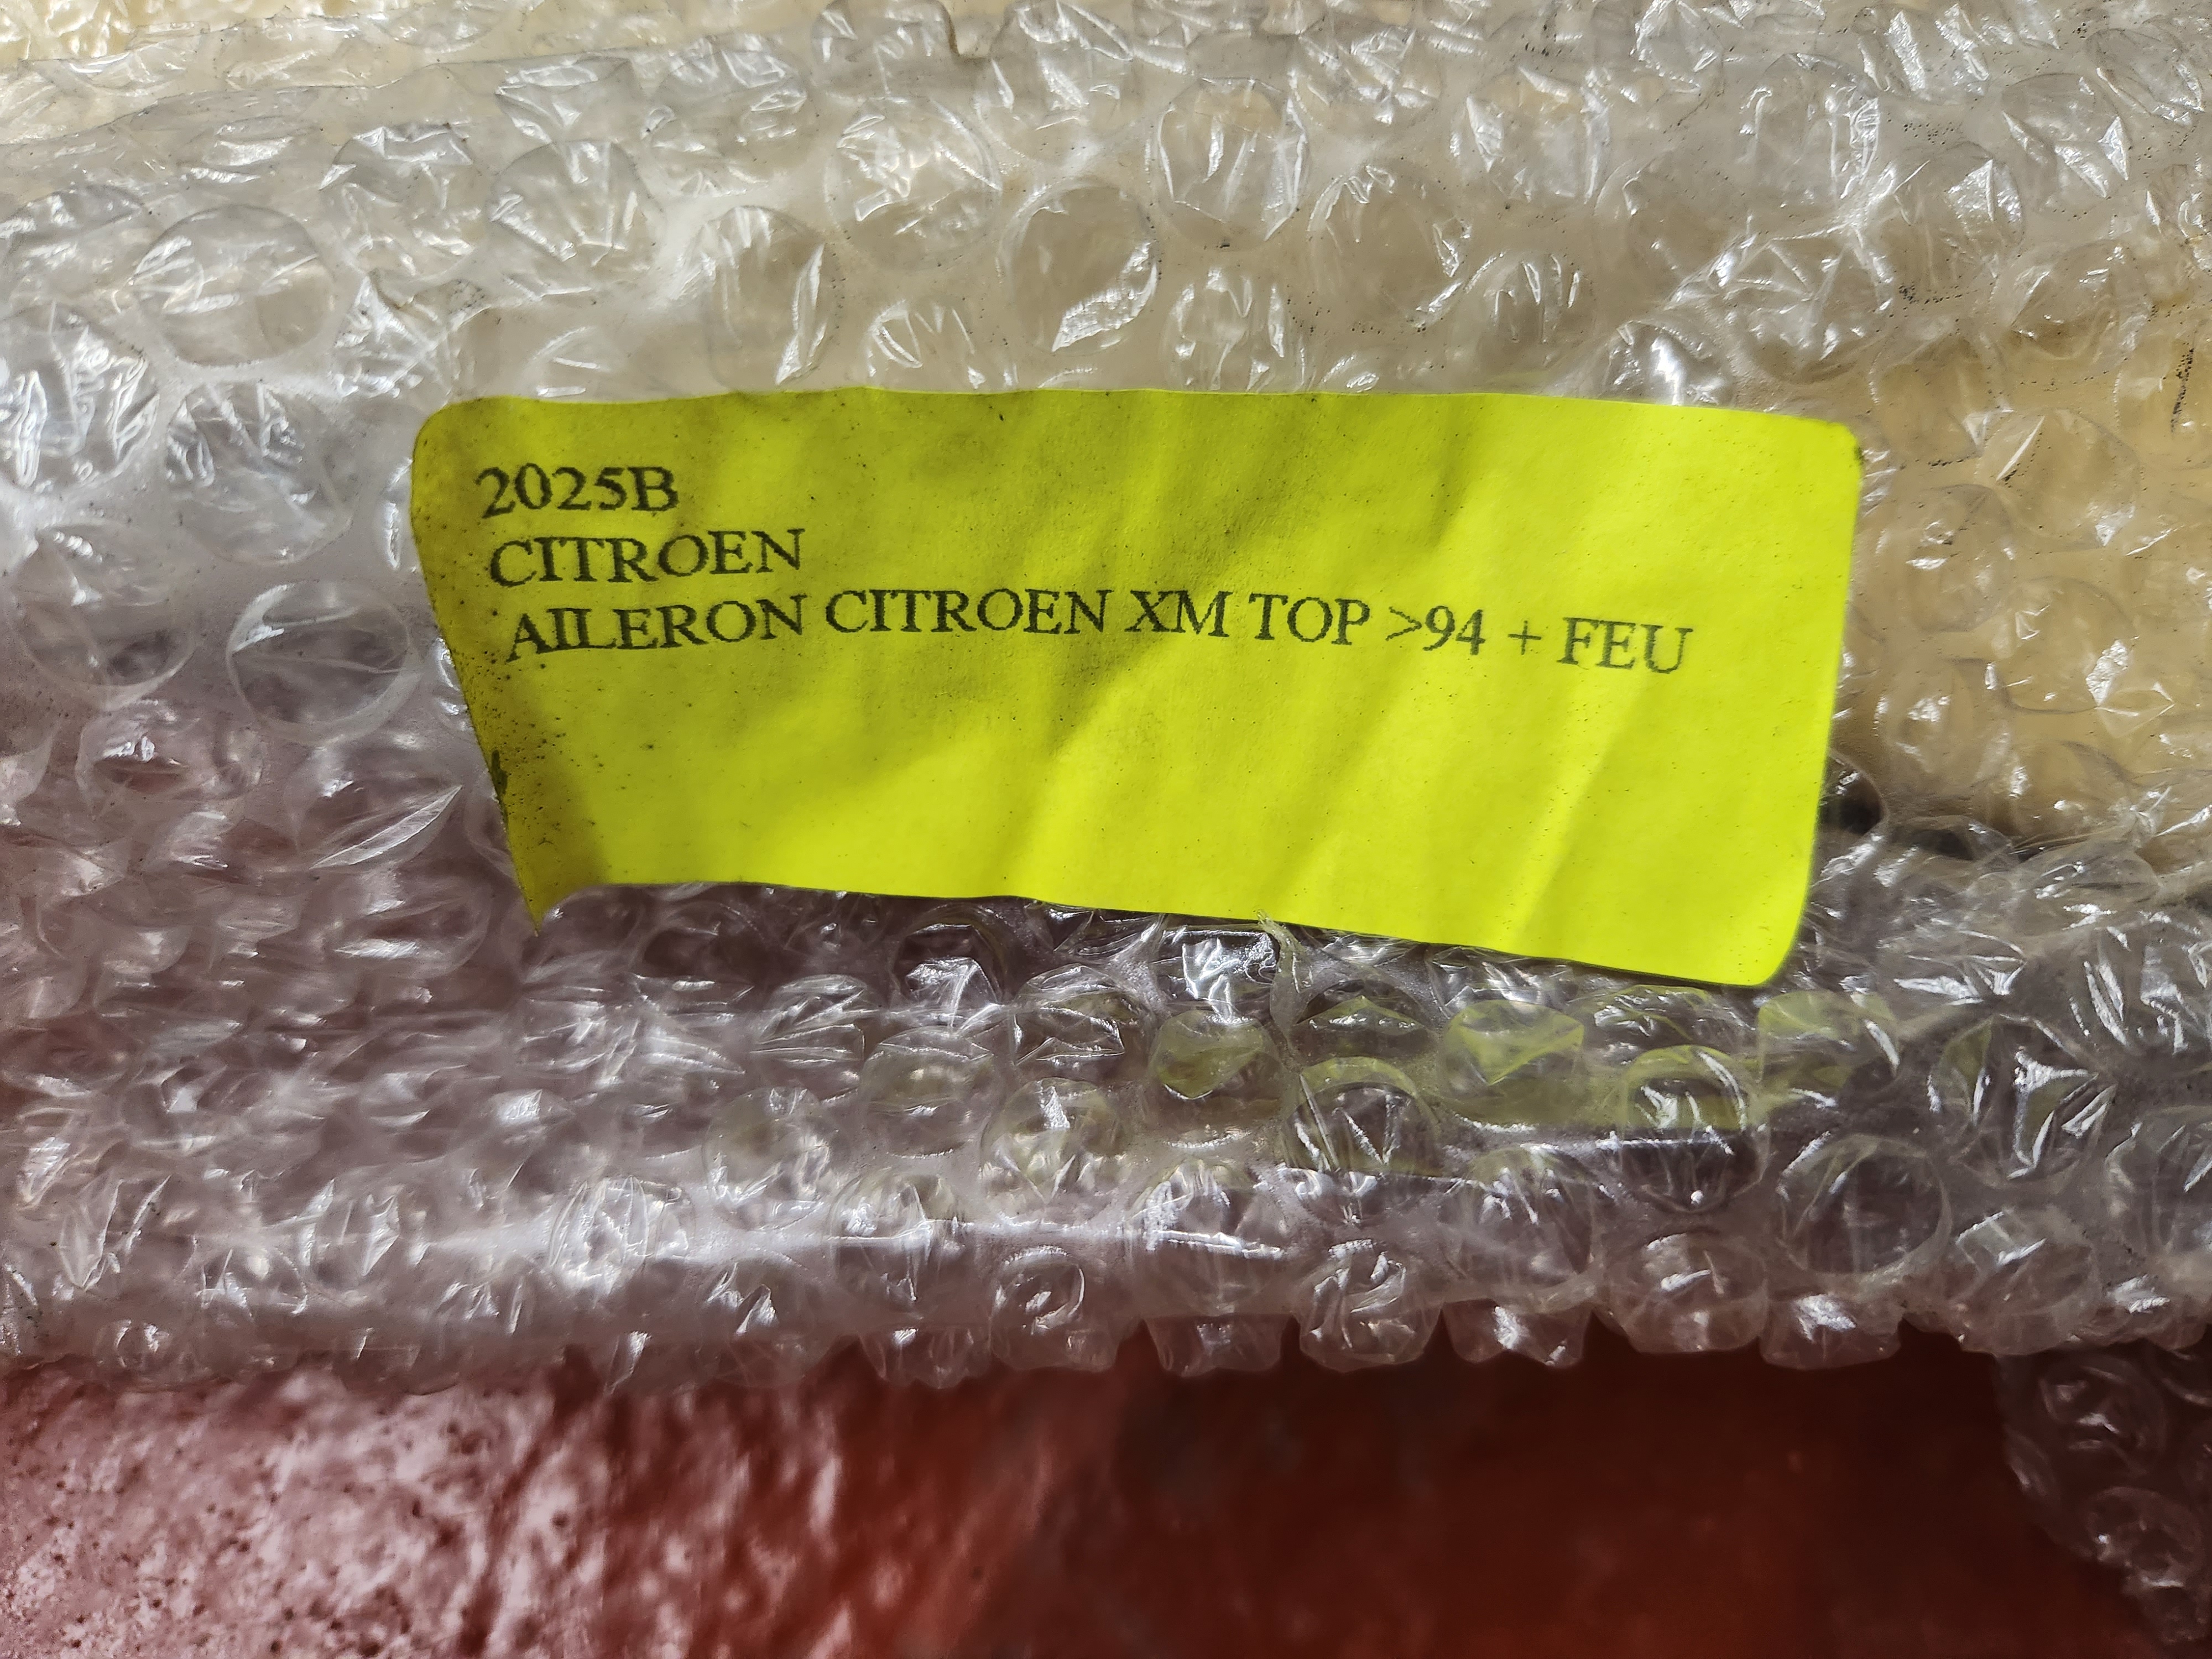 2025B
CITROEN
AILERON CITROEN XM TOP >94 + FEU